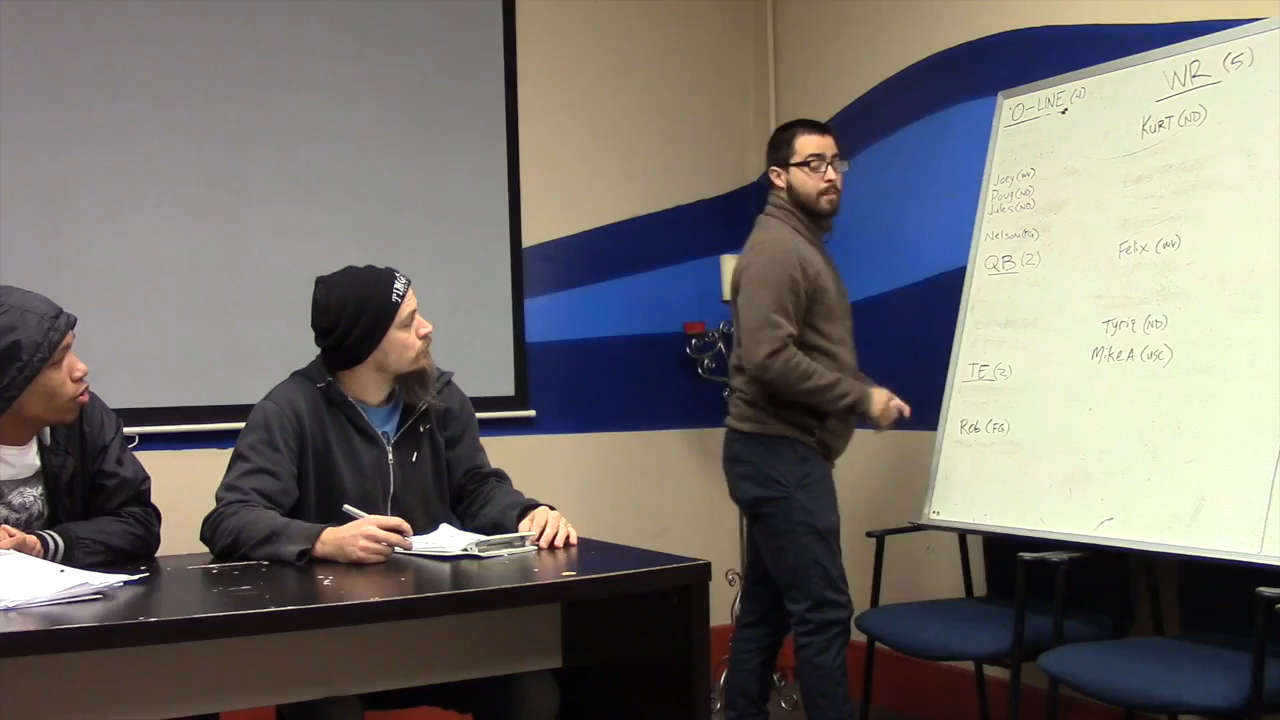 O-LINE (4)
Joey (WV)
Doug (ND)
Jules (ND)
Nelson (FG)
QB (2)
TE (2)
Rob (FG)
WR (5)
KURT (ND)
Felix (WV)
Tyriq (ND)
MikeA (USC)